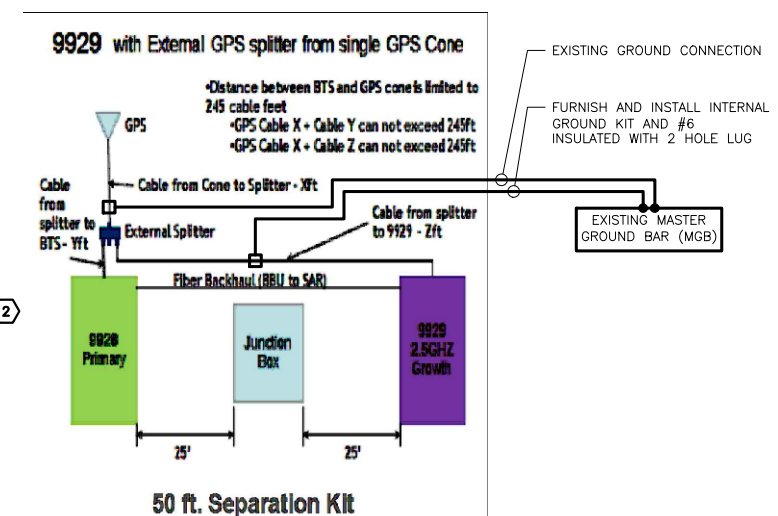 9929 with External GPS splitter from single GPS Cone
•Distance between BTS and GPS cone is limited to
245 cable feet
•GPS Cable X + Cable Y can not exceed 245ft
•GPS Cable X + Cable Z can not exceed 245ft
GPS
Cable from Cone to Splitter - Xft
Cable
from
splitter to
BTS - Yft
External Splitter
Cable from splitter
to 9929 - Zft
Fiber Backhaul (BBU to SAR)
9928
Primary
Junction
Box
9929
2.5GHZ
Growth
25'
25'
50 ft. Separation Kit
2
EXISTING GROUND CONNECTION
FURNISH AND INSTALL INTERNAL
GROUND KIT AND #6
INSULATED WITH 2 HOLE LUG
EXISTING MASTER
GROUND BAR (MGB)